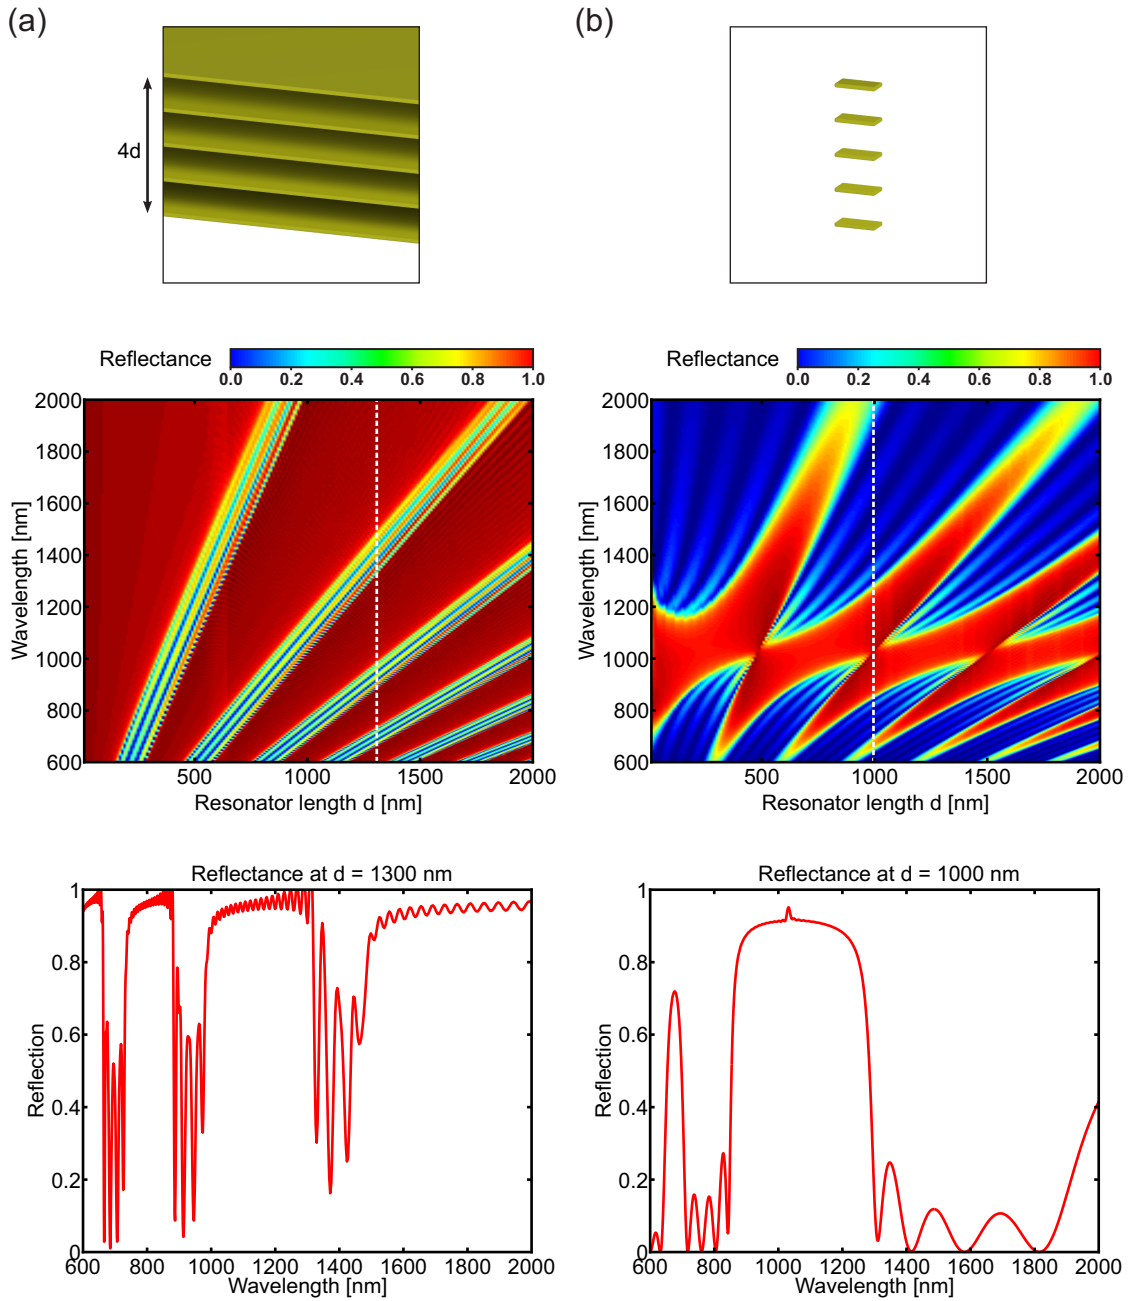 (a)
(b)
4d
Reflectance
0.0 0.2 0.4 0.6 0.8 1.0
Reflectance
0.0 0.2 0.4 0.6 0.8 1.0
2000
1800
1600
1400
1200
1000
800
600
Wavelength [nm]
500 1000 1500 2000
Resonator length d [nm]
2000
1800
1600
1400
1200
1000
800
600
Wavelength [nm]
500 1000 1500 2000
Resonator length d [nm]
Reflectance at d = 1300 nm
1
0.8
0.6
0.4
0.2
0
Reflection
600 800 1000 1200 1400 1600 1800 2000
Wavelength [nm]
Reflectance at d = 1000 nm
1
0.8
0.6
0.4
0.2
0
Reflection
600 800 1000 1200 1400 1600 1800 2000
Wavelength [nm]